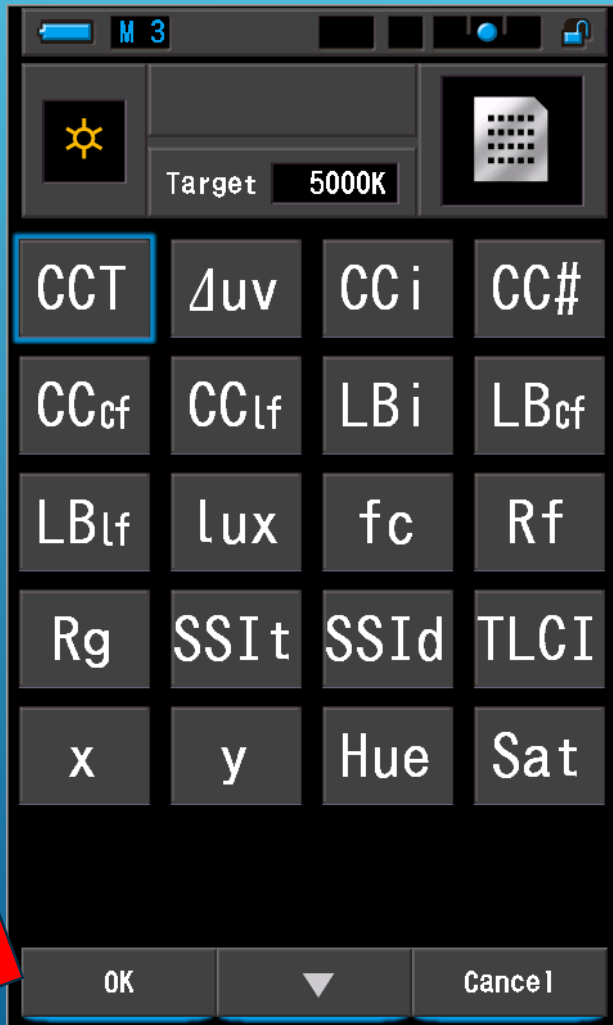 M 3
Target 5000K
CCT ⊿uv CCi CC#
CCcf CClf LBi LBcf
LBlf lux fc Rf
Rg SSIt SSId TLCI
x y Hue Sat
OK ▼ Cancel